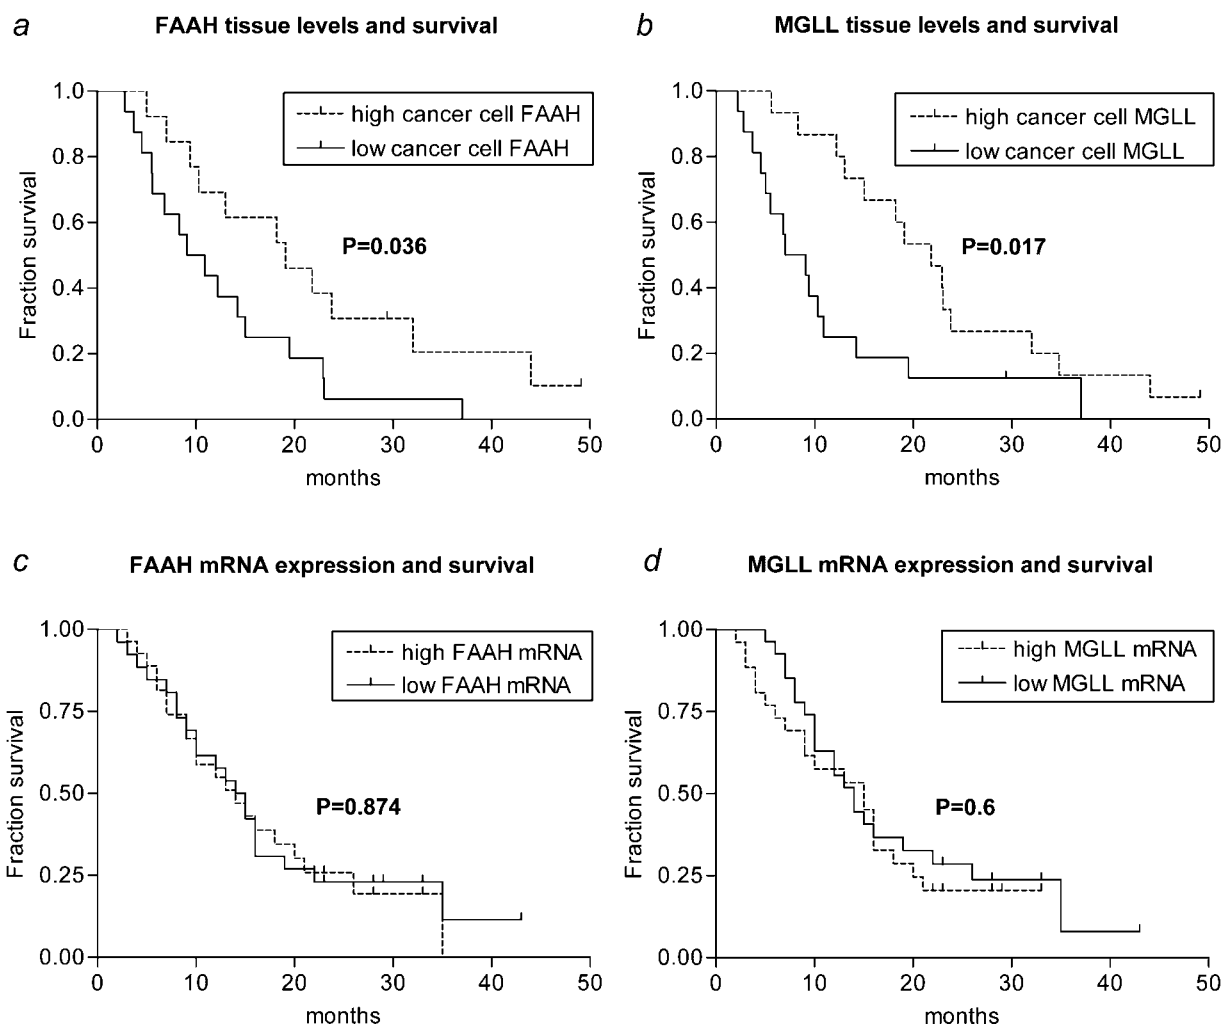 a
FAAH tissue levels and survival
1.0
0.8
0.6
0.4
0.2
0.0
Fraction survival
high cancer cell FAAH
low cancer cell FAAH
P=0.036
0 10 20 30 40 50
months
b
MGLL tissue levels and survival
1.0
0.8
0.6
0.4
0.2
0.0
Fraction survival
high cancer cell MGLL
low cancer cell MGLL
P=0.017
0 10 20 30 40 50
months
c
FAAH mRNA expression and survival
1.00
0.75
0.50
0.25
0.00
Fraction survival
high FAAH mRNA
low FAAH mRNA
P=0.874
0 10 20 30 40 50
months
d
MGLL mRNA expression and survival
1.00
0.75
0.50
0.25
0.00
Fraction survival
high MGLL mRNA
low MGLL mRNA
P=0.6
0 10 20 30 40 50
months